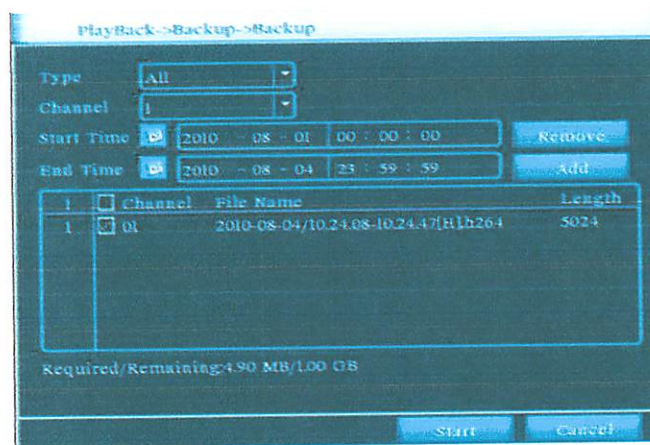 PlayBack->Backup->Backup
Type All
Channel 1
Start Time 2010 - 08 - 01 00 : 00 : 00 Remove
End Time 2010 - 08 - 04 23 : 59 : 59 Add
1 Channel File Name Length
1 01 2010-08-04/10.24.08-10.24.47[H].h264 5024
Required/Remaining:4.90 MB/1.00 GB
Start Cancel